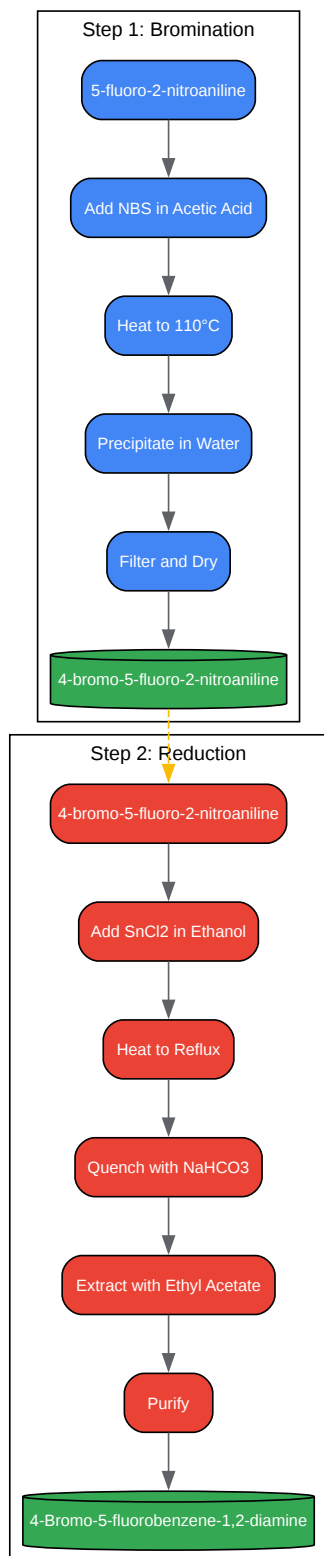 Step 1: Bromination
5-fluoro-2-nitroaniline
Add NBS in Acetic Acid
Heat to 110°C
Precipitate in Water
Filter and Dry
4-bromo-5-fluoro-2-nitroaniline
Step 2: Reduction
4-bromo-5-fluoro-2-nitroaniline
Add SnCl2 in Ethanol
Heat to Reflux
Quench with NaHCO3
Extract with Ethyl Acetate
Purify
4-Bromo-5-fluorobenzene-1,2-diamine